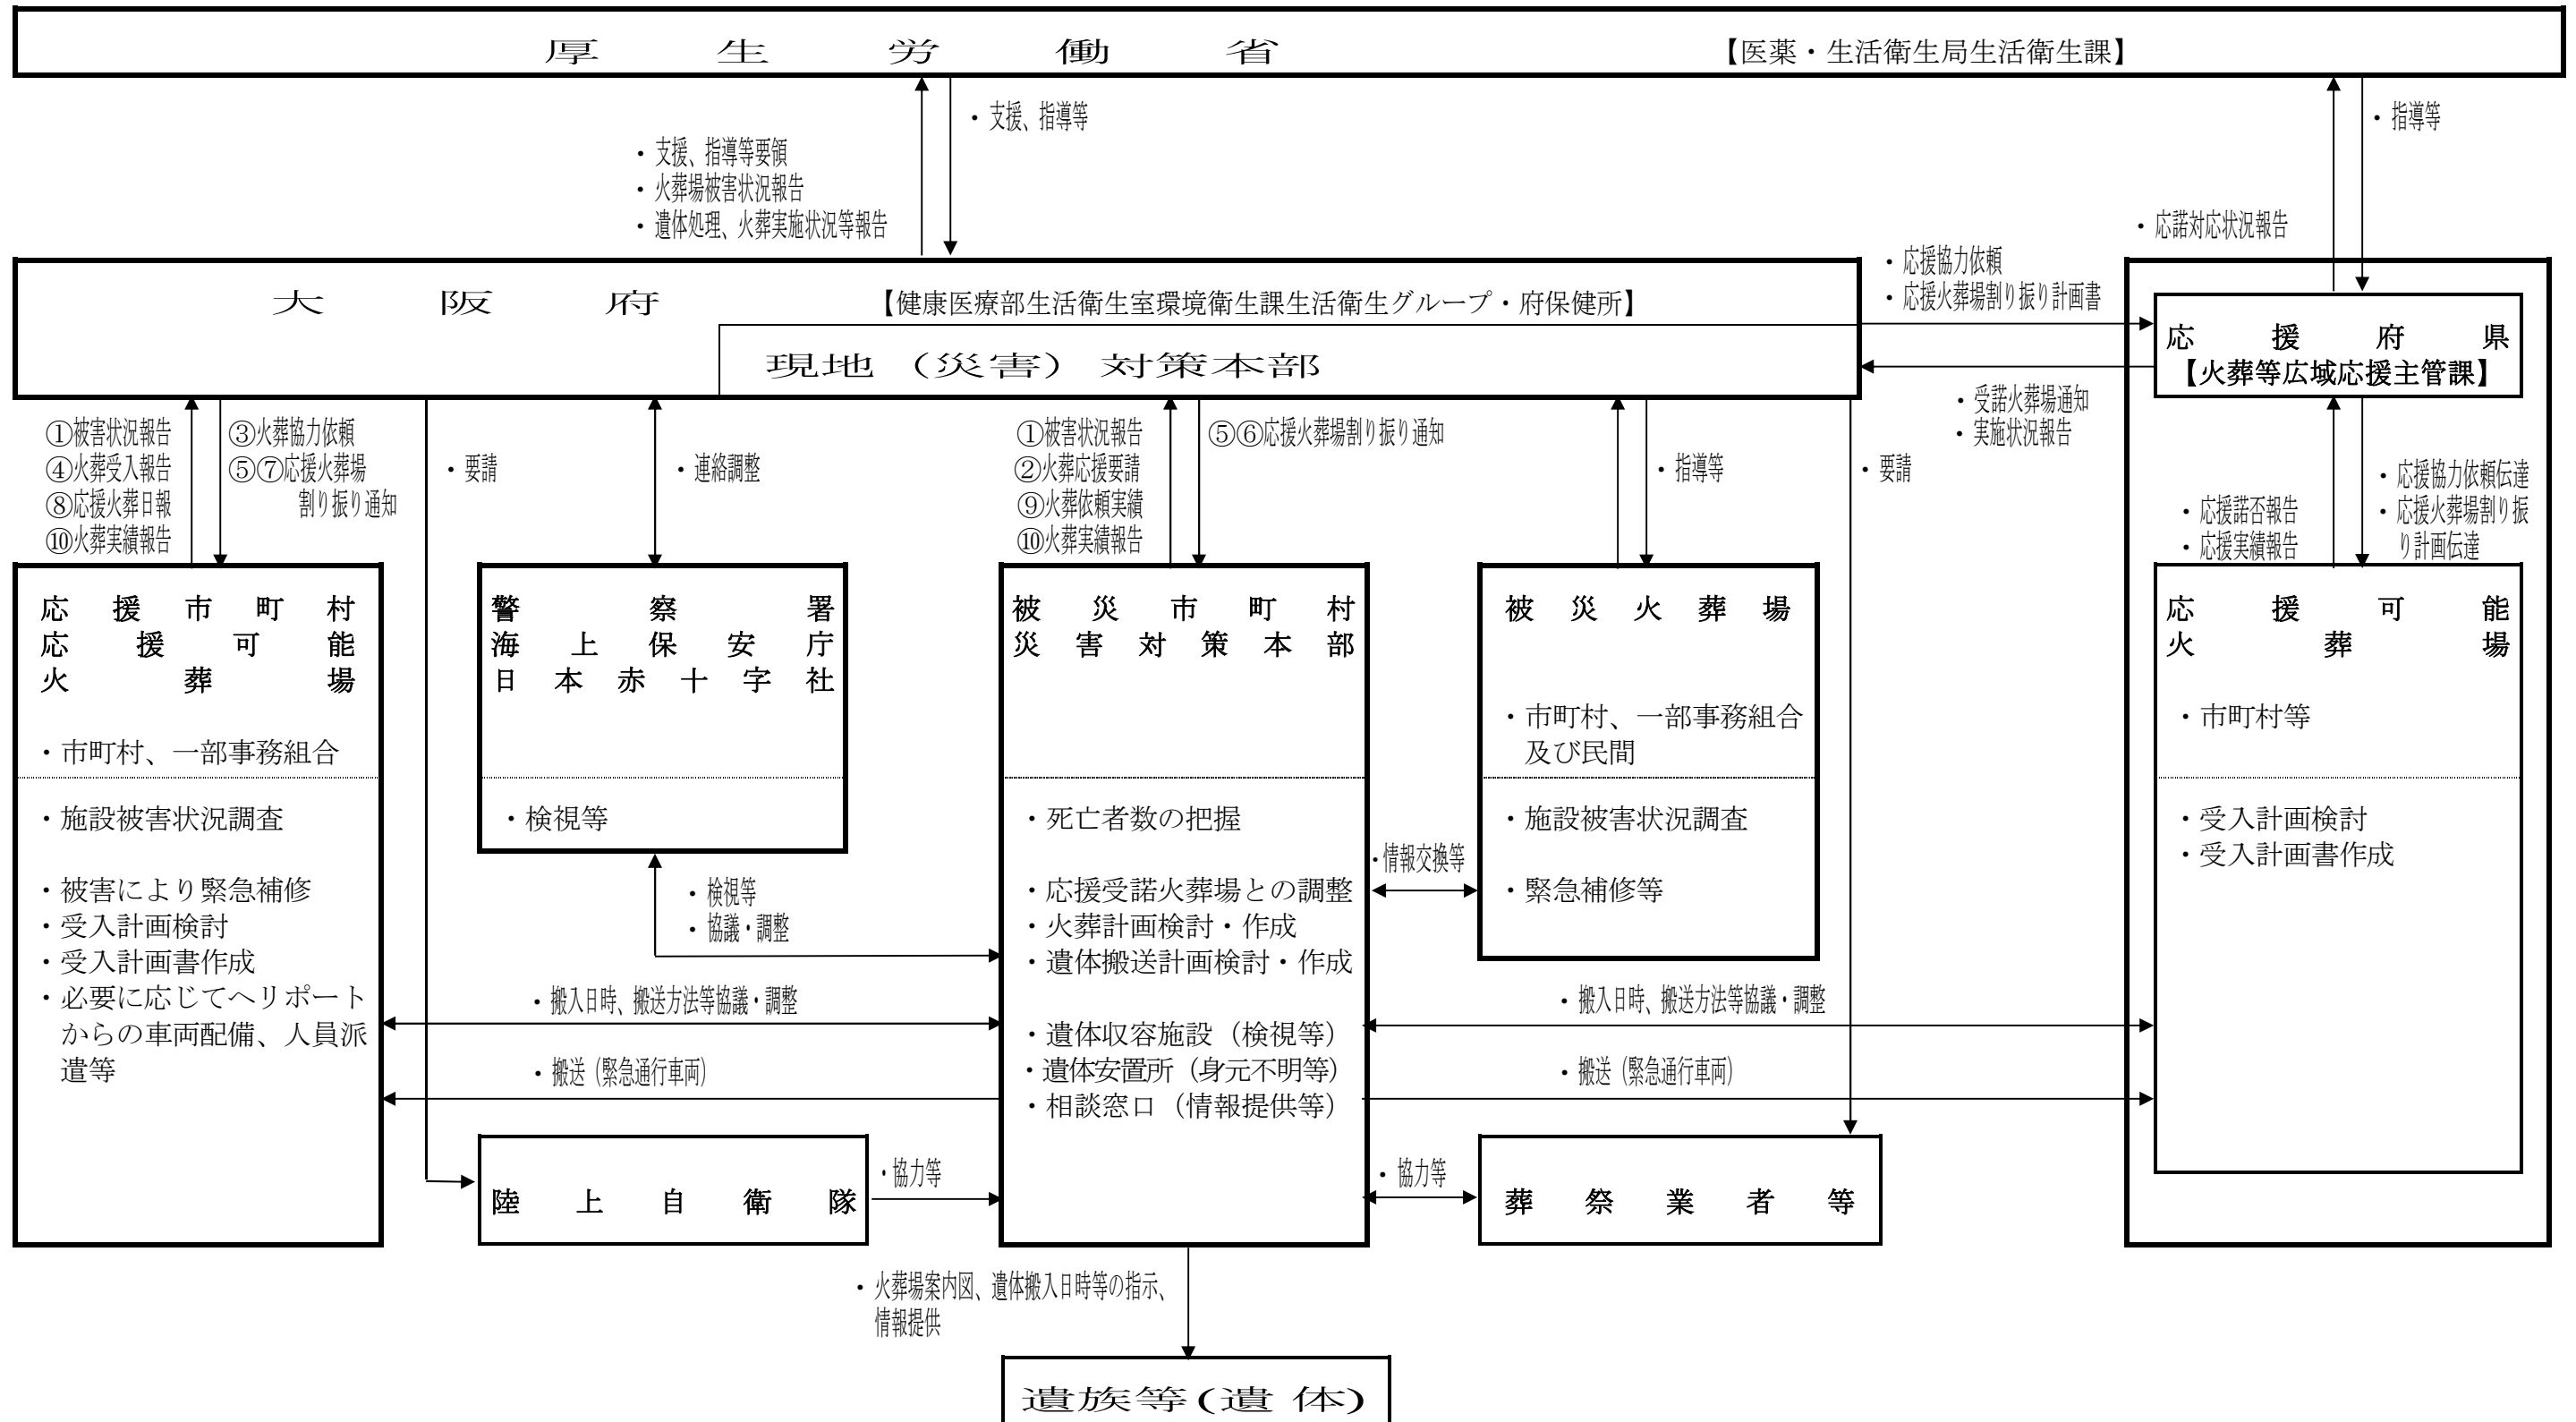 厚生労働省 【医薬・生活衛生局生活衛生課】
・支援、指導等
・指導等
・支援、指導等要領
・火葬場被害状況報告
・遺体処理、火葬実施状況等報告
・応諾対応状況報告
大阪府 【健康医療部生活衛生室環境衛生課生活衛生グループ・府保健所】
現地（災害）対策本部
・応援協力依頼
・応援火葬場割り振り計画書
応援府県
【火葬等広域応援主管課】
・受諾火葬場通知
・実施状況報告
①被害状況報告
④火葬受入報告
⑧応援火葬日報
⑩火葬実績報告
③火葬協力依頼
⑤⑦応援火葬場
割り振り通知
・要請
・連絡調整
①被害状況報告
②火葬応援要請
⑨火葬依頼実績
⑩火葬実績報告
⑤⑥応援火葬場割り振り通知
・指導等
・要請
・応援諾否報告
・応援実績報告
・応援協力依頼伝達
・応援火葬場割り振
り計画伝達
応援市町村
応援可能
火葬場
・市町村、一部事務組合
・施設被害状況調査
・被害により緊急補修
・受入計画検討
・受入計画書作成
・必要に応じてヘリポート
からの車両配備、人員派
遣等
警察署
海上保安庁
日本赤十字社
・検視等
・検視等
・協議・調整
・搬入日時、搬送方法等協議・調整
・搬送（緊急通行車両）
陸上自衛隊
・協力等
被災市町村
災害対策本部
・死亡者数の把握
・応援受諾火葬場との調整
・火葬計画検討・作成
・遺体搬送計画検討・作成
・遺体収容施設（検視等）
・遺体安置所（身元不明等）
・相談窓口（情報提供等）
・情報交換等
被災火葬場
・市町村、一部事務組合
及び民間
・施設被害状況調査
・緊急補修等
・搬入日時、搬送方法等協議・調整
・搬送（緊急通行車両）
・協力等
葬祭業者等
応援可能
火葬場
・市町村等
・受入計画検討
・受入計画書作成
・火葬場案内図、遺体搬入日時等の指示、
情報提供
遺族等(遺 体)